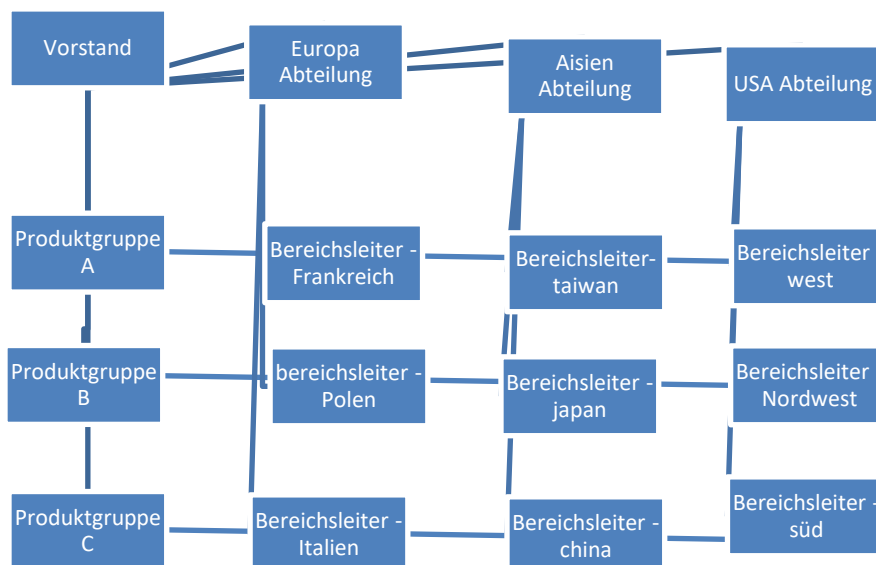 Vorstand
Europa
Abteilung
Aisien
Abteilung
USA Abteilung
Produktgruppe
A
Bereichsleiter -
Frankreich
Bereichsleiter-
taiwan
Bereichsleiter
west
Produktgruppe
B
bereichsleiter -
Polen
Bereichsleiter -
japan
Bereichsleiter
Nordwest
Produktgruppe
C
Bereichsleiter -
Italien
Bereichsleiter -
china
Bereichsleiter -
süd